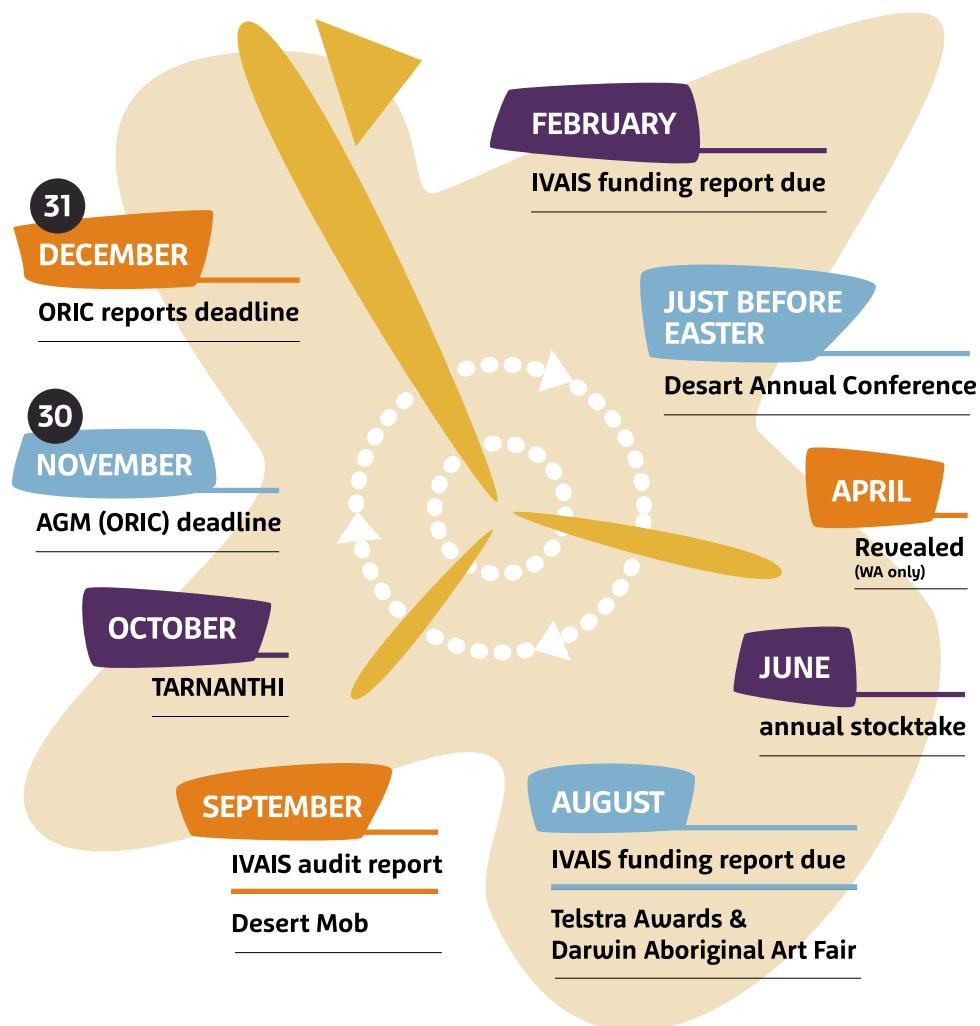 FEBRUARY
IVAIS funding report due
JUST BEFORE
EASTER
Desart Annual Conference
APRIL
Revealed
(WA only)
JUNE
annual stocktake
AUGUST
IVAIS funding report due
Telstra Awards &
Darwin Aboriginal Art Fair
SEPTEMBER
IVAIS audit report
Desert Mob
OCTOBER
TARNANTHI
30
NOVEMBER
AGM (ORIC) deadline
31
DECEMBER
ORIC reports deadline